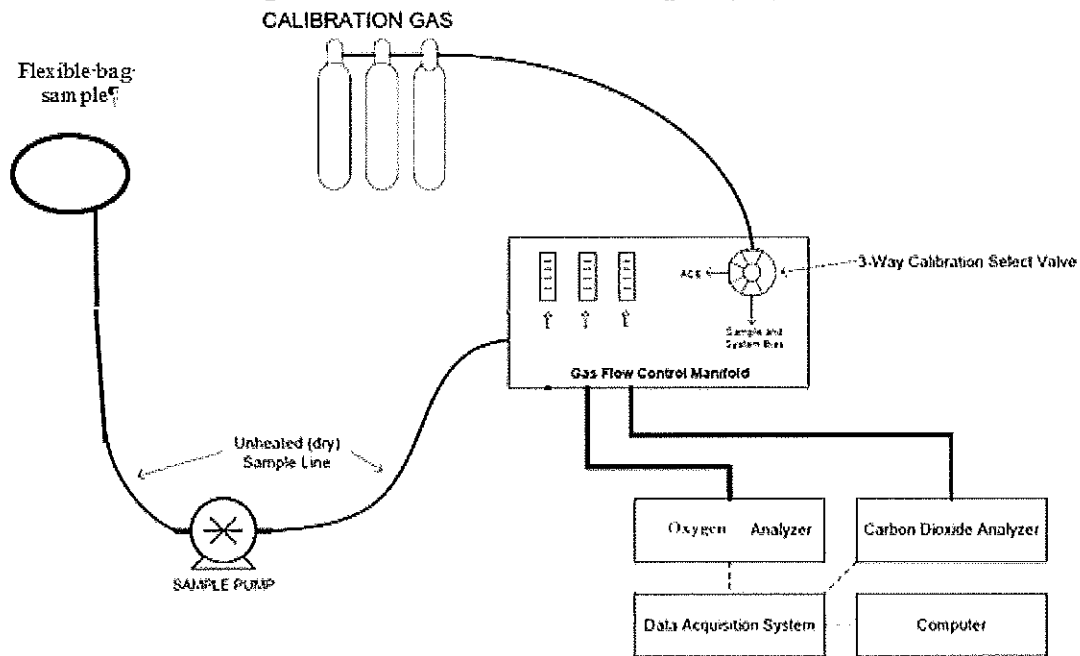 CALIBRATION GAS
Flexible·bag·
sample¶
ACE
3-Way Calibration Select Valve
Sample and
System Bias
Gas Flow Control Manifold
Unheated (dry)
Sample Line
SAMPLE PUMP
Oxygen Analyzer
Carbon Dioxide Analyzer
Data Acquisition System
Computer